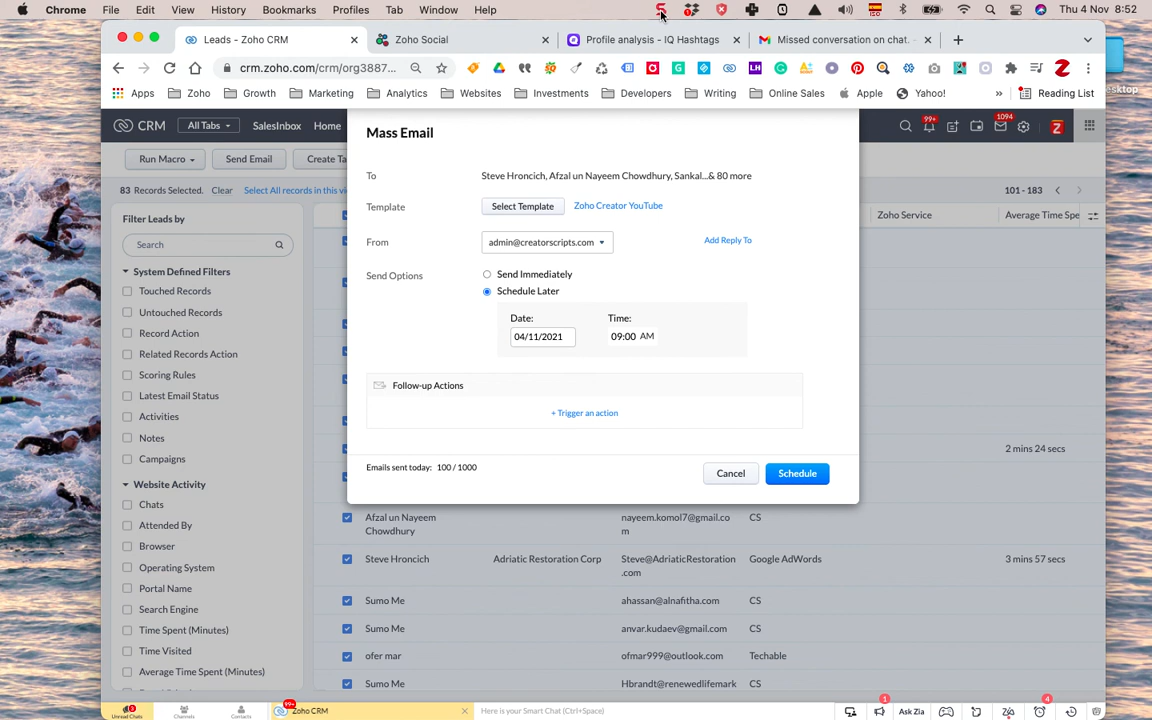 Chrome File Edit View History Bookmarks Profiles Tab Window Help Thu 4 Nov 8:52
Leads - Zoho CRM Zoho Social Profile analysis - IQ Hashtags Missed conversation on chat.
crm.zoho.com/crm/org3887...
Apps Zoho Growth Marketing Analytics Websites Investments Developers Writing Online Sales Apple Yahoo! » Reading List
CRM All Tabs SalesInbox Home 99+ 1094
Run Macro Send Email Create Ta
83 Records Selected. Clear Select All records in this vi 101 - 183
Mass Email
To Steve Hroncich, Afzal un Nayeem Chowdhury, Sankal...& 80 more
Template Select Template Zoho Creator YouTube
From admin@creatorscripts.com Add Reply To
Send Options Send Immediately
Schedule Later
Date: Time:
04/11/2021 09:00 AM
Follow-up Actions
+ Trigger an action
Emails sent today: 100 / 1000 Cancel Schedule
Filter Leads by
Search
System Defined Filters
Touched Records
Untouched Records
Record Action
Related Records Action
Scoring Rules
Latest Email Status
Activities
Notes
Campaigns
Website Activity
Chats
Attended By
Browser
Operating System
Portal Name
Search Engine
Time Spent (Minutes)
Time Visited
Average Time Spent (Minutes)
Zoho Service Average Time Spe
2 mins 24 secs
Afzal un Nayeem
Chowdhury
nayeem.komol7@gmail.co
m
CS
Steve Hroncich Adriatic Restoration Corp Steve@AdriaticRestoration
.com
Google AdWords 3 mins 57 secs
Sumo Me ahassan@alnafitha.com CS
Sumo Me anvar.kudaev@gmail.com CS
ofer mar ofmar999@outlook.com Techable
Sumo Me Hbrandt@renewedlifemark CS
Unread Chats Channels Contacts 99+ Zoho CRM Here is your Smart Chat (Ctrl+Space) 1 Ask Zia 4